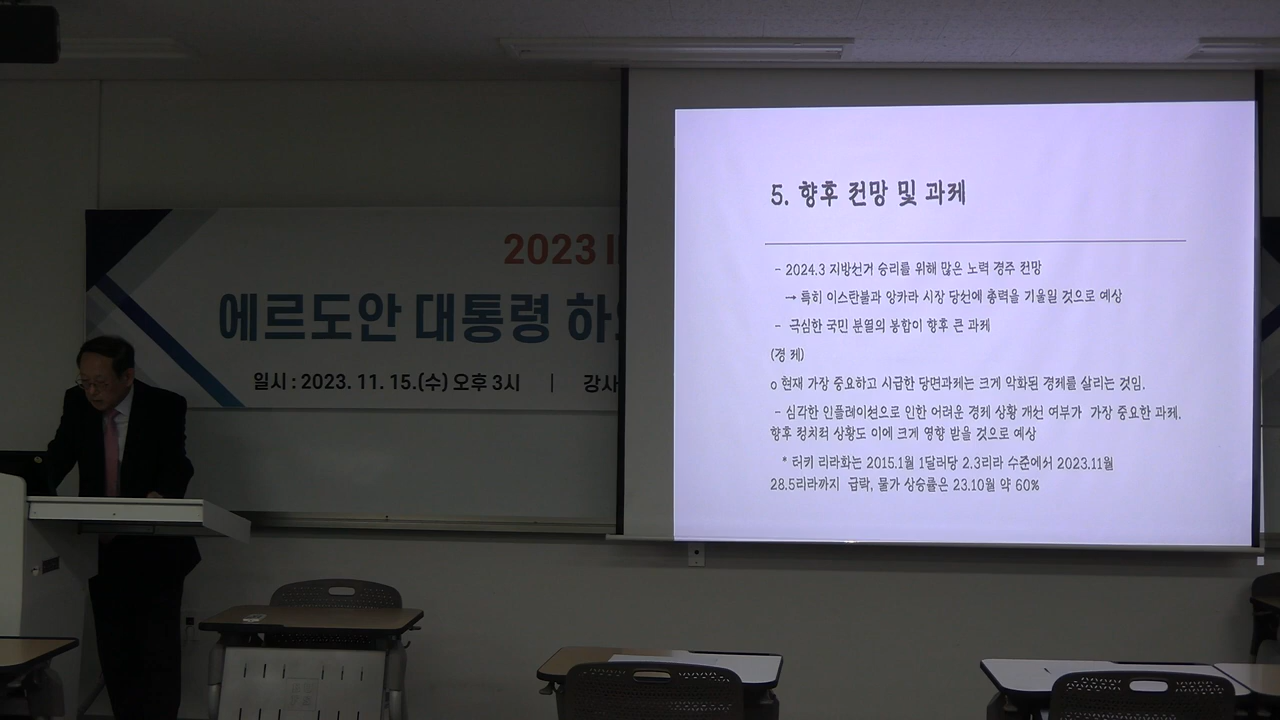 2023
에르도안 대통령
일시 : 2023. 11. 15.(수) 오후 3시 | 강사
5. 향후 전망 및 과제
- 2024.3 지방선거 승리를 위해 많은 노력 경주 전망
→ 특히 이스탄불과 앙카라 시장 당선에 총력을 기울일 것으로 예상
- 극심한 국민 분열의 봉합이 향후 큰 과제
(경 제)
o 현재 가장 중요하고 시급한 당면과제는 크게 악화된 경제를 살리는 것임.
- 심각한 인플레이션으로 인한 어려운 경제 상황 개선 여부가 가장 중요한 과제.
향후 정치적 상황도 이에 크게 영향 받을 것으로 예상
* 터키 리라화는 2015.1월 1달러당 2.3리라 수준에서 2023.11월
28.5리라까지 급락, 물가 상승률은 23.10월 약 60%